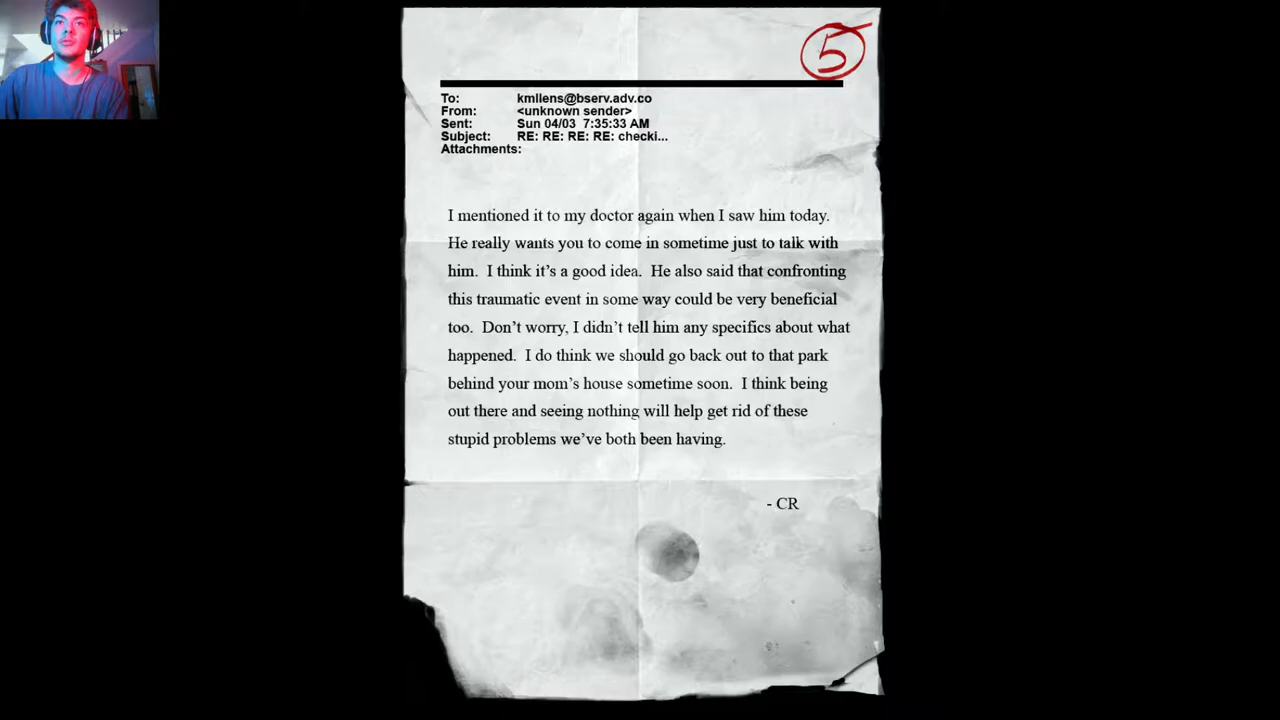 5
To: kmllens@bserv.adv.co
From: <unknown sender>
Sent: Sun 04/03 7:35:33 AM
Subject: RE: RE: RE: RE: checki...
Attachments:
I mentioned it to my doctor again when I saw him today.
He really wants you to come in sometime just to talk with
him. I think it’s a good idea. He also said that confronting
this traumatic event in some way could be very beneficial
too. Don’t worry, I didn’t tell him any specifics about what
happened. I do think we should go back out to that park
behind your mom’s house sometime soon. I think being
out there and seeing nothing will help get rid of these
stupid problems we’ve both been having.
- CR